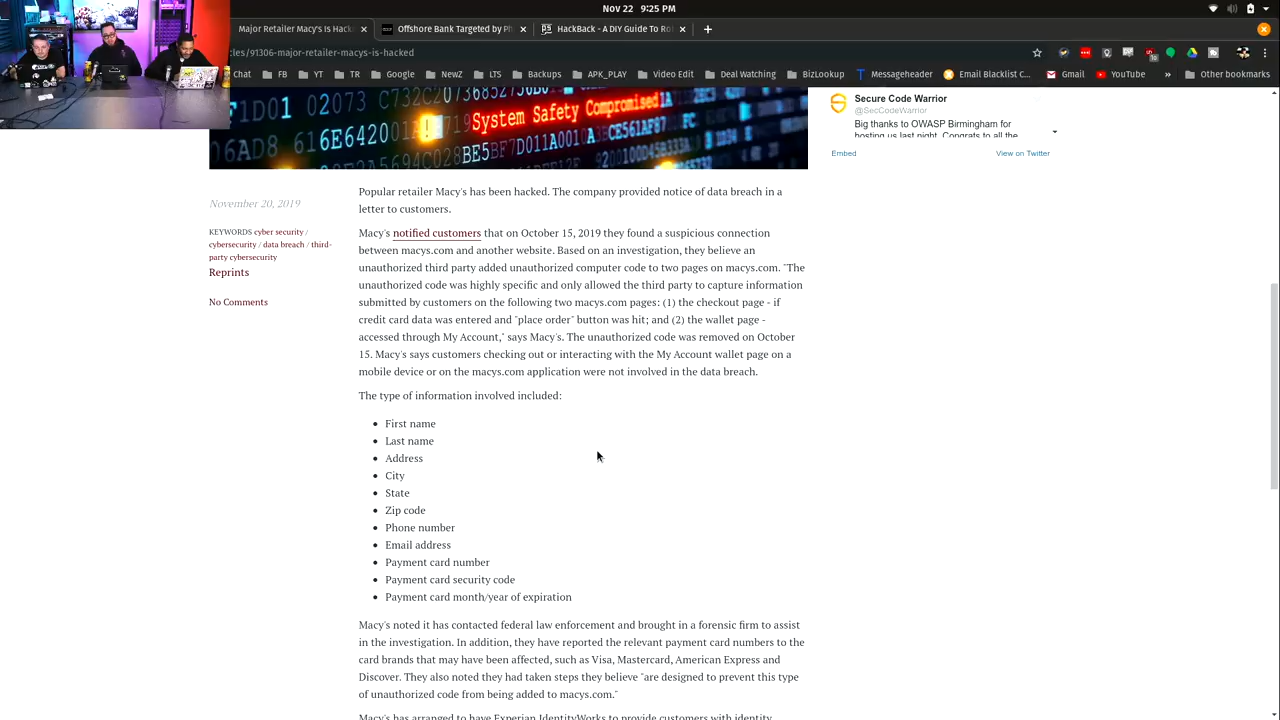 Nov 22 9:25 PM
Major Retailer Macy's Is Hack
Offshore Bank Targeted by P
HackBack - A DIY Guide To Ro
les/91306-major-retailer-macys-is-hacked
Chat FB YT TR Google NewZ LTS Backups APK_PLAY Video Edit Deal Watching BizLookup MessageHeader Email Blacklist C... Gmail YouTube Other bookmarks
System Safety Compromised!
Secure Code Warrior
@SecCodeWarrior
Big thanks to OWASP Birmingham for
hosting us last night. Congrats to all the
Embed View on Twitter
November 20, 2019
KEYWORDS cyber security /
cybersecurity / data breach / third-
party cybersecurity
Reprints
No Comments
Popular retailer Macy's has been hacked. The company provided notice of data breach in a
letter to customers.
Macy's notified customers that on October 15, 2019 they found a suspicious connection
between macys.com and another website. Based on an investigation, they believe an
unauthorized third party added unauthorized computer code to two pages on macys.com. "The
unauthorized code was highly specific and only allowed the third party to capture information
submitted by customers on the following two macys.com pages: (1) the checkout page - if
credit card data was entered and "place order" button was hit; and (2) the wallet page -
accessed through My Account," says Macy's. The unauthorized code was removed on October
15. Macy's says customers checking out or interacting with the My Account wallet page on a
mobile device or on the macys.com application were not involved in the data breach.
The type of information involved included:
• First name
• Last name
• Address
• City
• State
• Zip code
• Phone number
• Email address
• Payment card number
• Payment card security code
• Payment card month/year of expiration
Macy's noted it has contacted federal law enforcement and brought in a forensic firm to assist
in the investigation. In addition, they have reported the relevant payment card numbers to the
card brands that may have been affected, such as Visa, Mastercard, American Express and
Discover. They also noted they had taken steps they believe "are designed to prevent this type
of unauthorized code from being added to macys.com."
Macy's has arranged to have Experian IdentityWorks to provide customers with identity